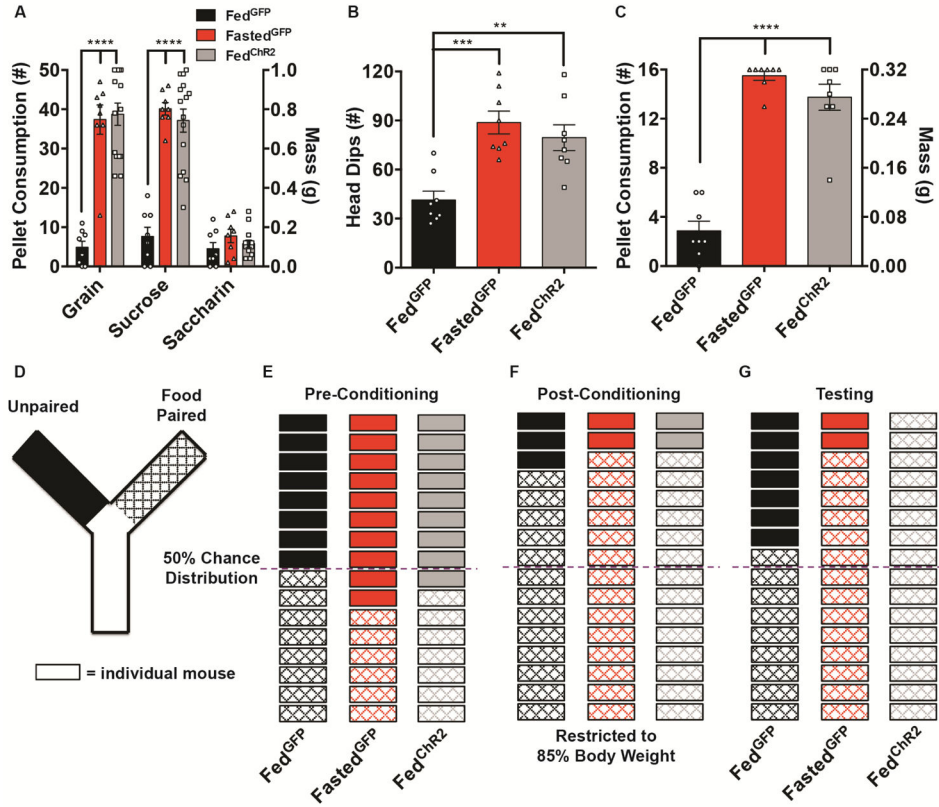 A
Fed^GFP
Fasted^GFP
Fed^ChR2
****
****
Pellet Consumption (#)
50
40
30
20
10
0
1.0
0.8
0.6
0.4
0.2
0.0
Mass (g)
Grain
Sucrose
Saccharin
B
**
***
Head Dips (#)
120
90
60
30
0
Fed^GFP
Fasted^GFP
Fed^ChR2
C
****
Pellet Consumption (#)
16
12
8
4
0
0.32
0.24
0.16
0.08
0.00
Mass (g)
Fed^GFP
Fasted^GFP
Fed^ChR2
D
Unpaired
Food
Paired
50% Chance
Distribution
= individual mouse
E
Pre-Conditioning
Fed^GFP
Fasted^GFP
Fed^ChR2
F
Post-Conditioning
Restricted to
85% Body Weight
G
Testing
Fed^GFP
Fasted^GFP
Fed^ChR2